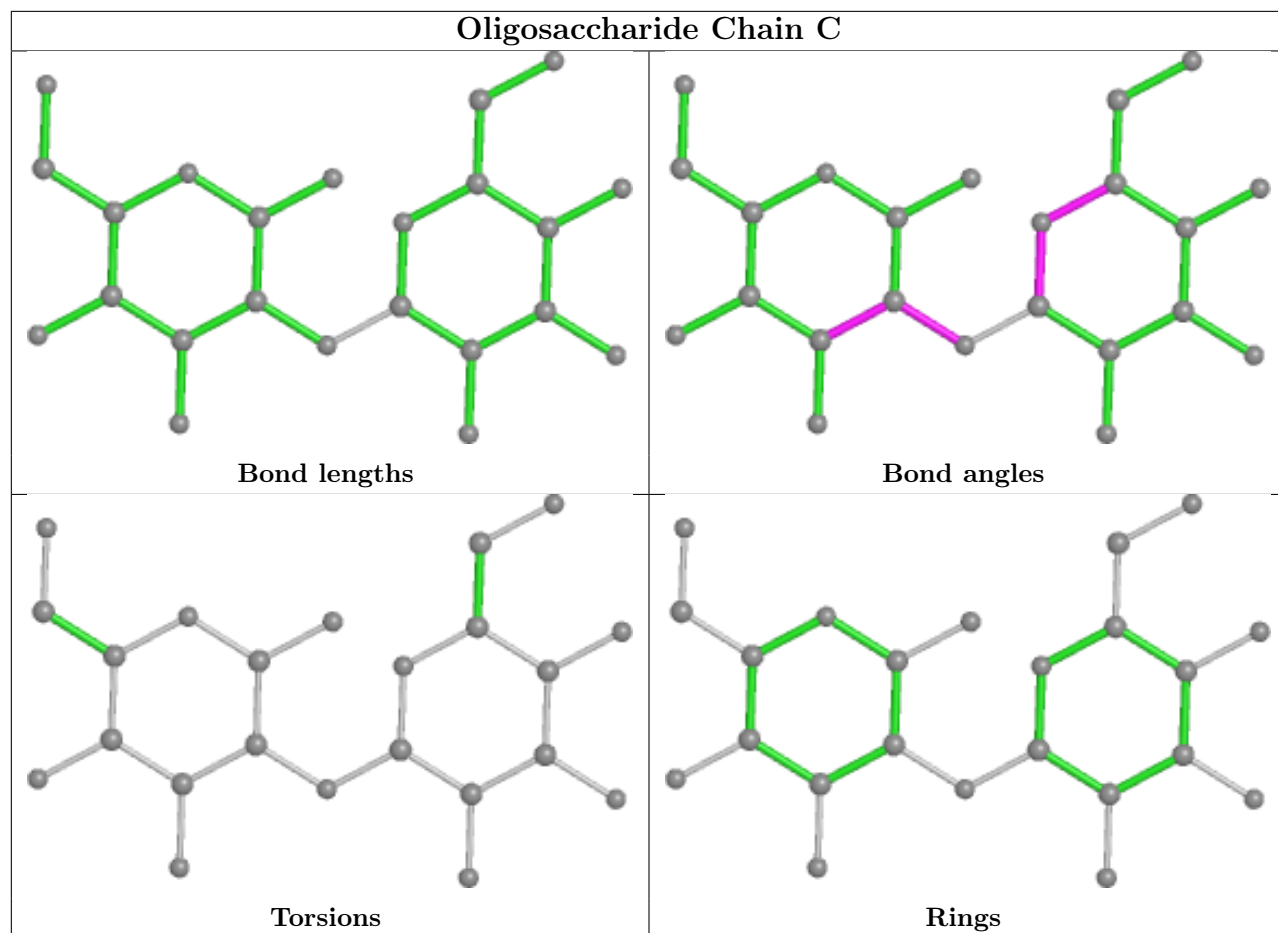 Oligosaccharide Chain C
Bond lengths
Bond angles
Torsions
Rings